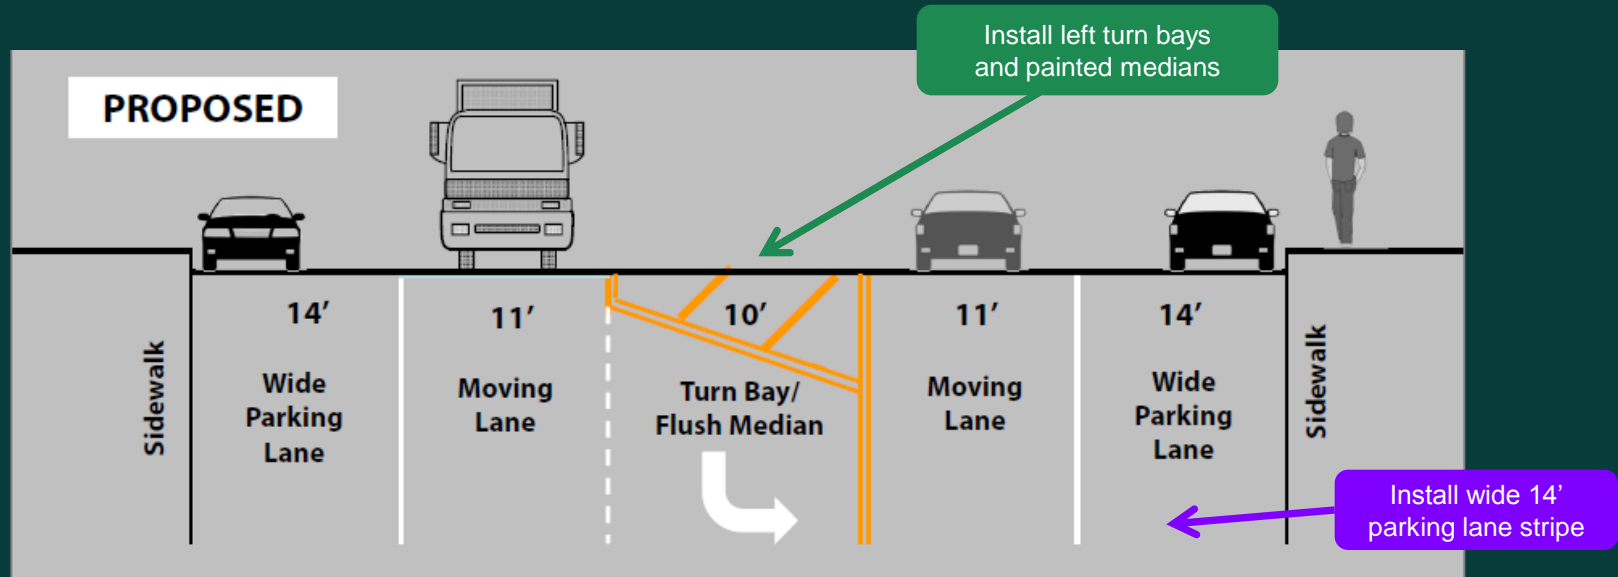 Install left turn bays
and painted medians
PROPOSED
14’
11’
10’
11’
14’
Sidewalk
Wide
Parking
Lane
Moving
Lane
Turn Bay/
Flush Median
Moving
Lane
Wide
Parking
Lane
Sidewalk
Install wide 14’
parking lane stripe